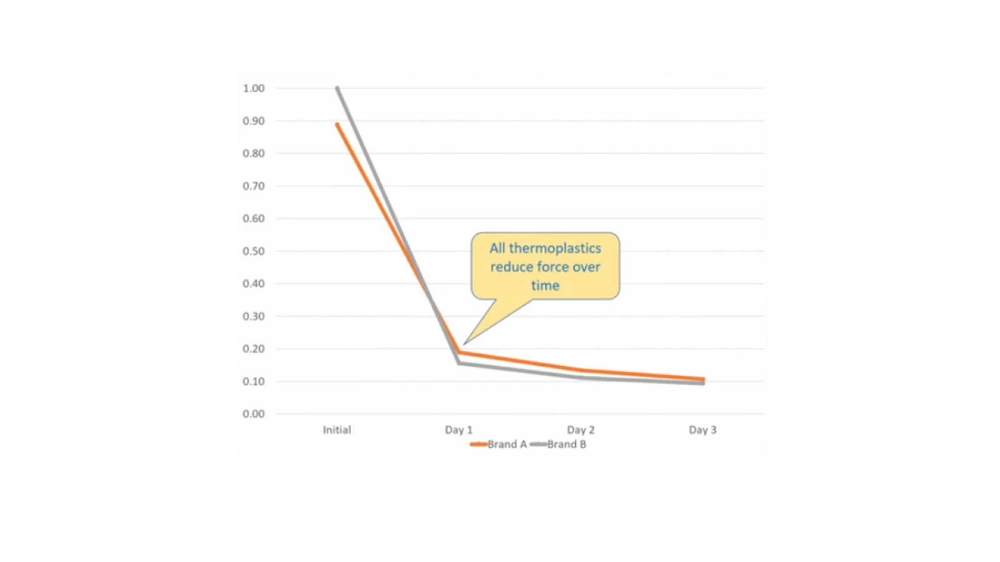 1.00
0.90
0.80
0.70
0.60
0.50
0.40
0.30
0.20
0.10
0.00
All thermoplastics
reduce force over
time
Initial Day 1 Day 2 Day 3
Brand A Brand B